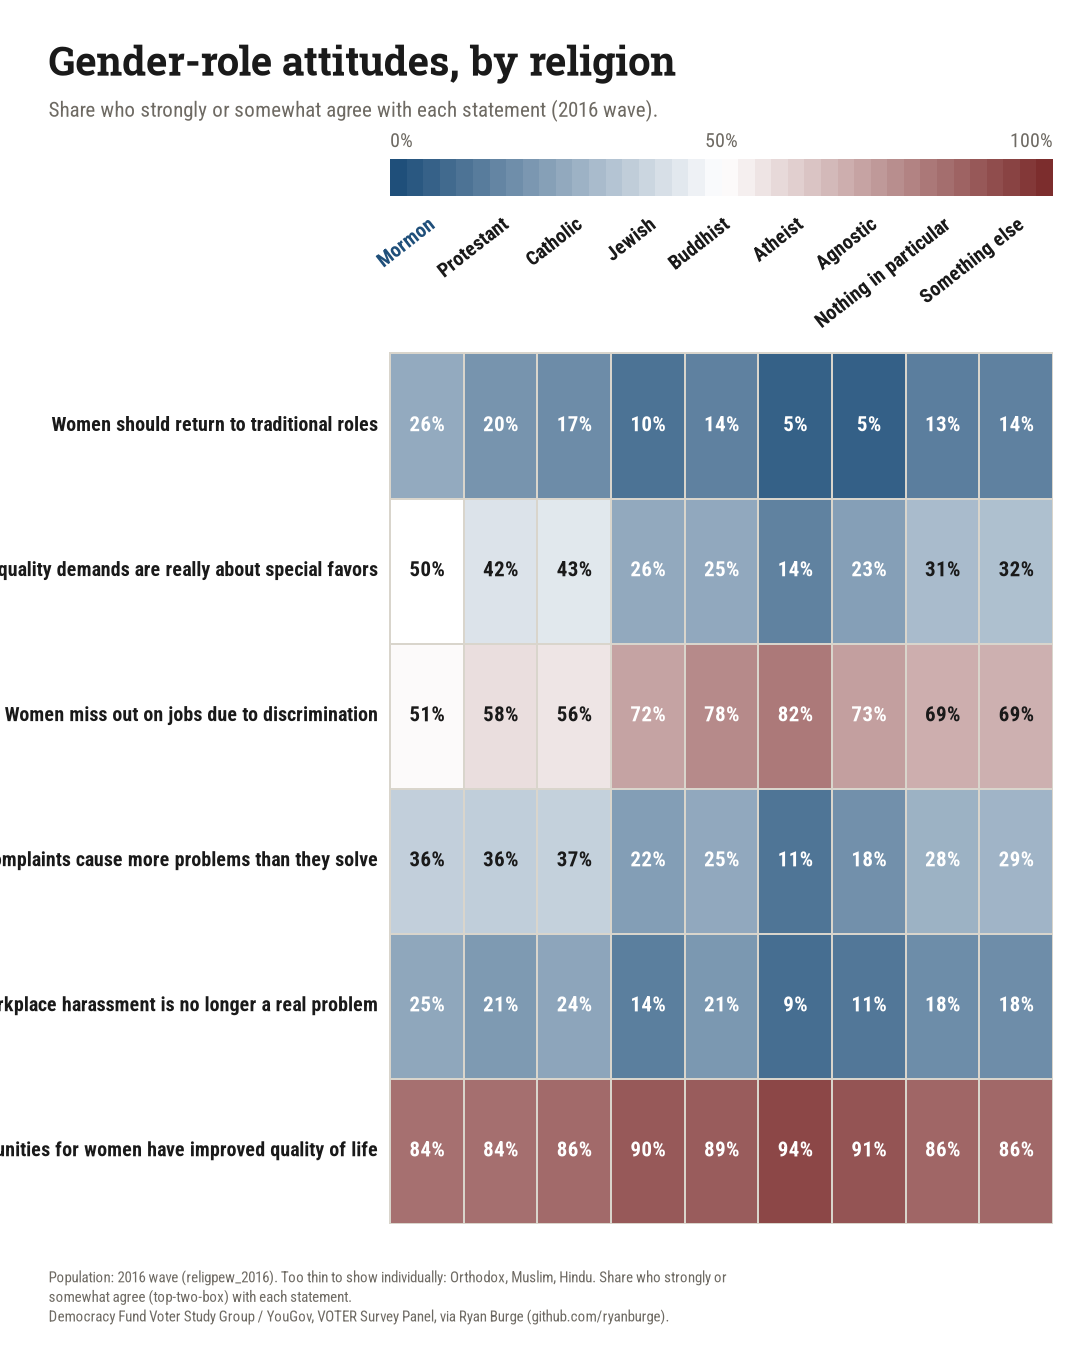 Gender-role attitudes, by religion
Share who strongly or somewhat agree with each statement (2016 wave).
0% 50% 100%
Mormon Protestant Catholic Jewish Buddhist Atheist Agnostic Nothing in particular Something else
Women should return to traditional roles 26% 20% 17% 10% 14% 5% 5% 13% 14%
demands are really about special favors 50% 42% 43% 26% 25% 14% 23% 31% 32%
Women miss out on jobs due to discrimination 51% 58% 56% 72% 78% 82% 73% 69% 69%
cause more problems than they solve 36% 36% 37% 22% 25% 11% 18% 28% 29%
harassment is no longer a real problem 25% 21% 24% 14% 21% 9% 11% 18% 18%
for women have improved quality of life 84% 84% 86% 90% 89% 94% 91% 86% 86%
Population: 2016 wave (religpew_2016). Too thin to show individually: Orthodox, Muslim, Hindu. Share who strongly or
somewhat agree (top-two-box) with each statement.
Democracy Fund Voter Study Group / YouGov, VOTER Survey Panel, via Ryan Burge (github.com/ryanburge).